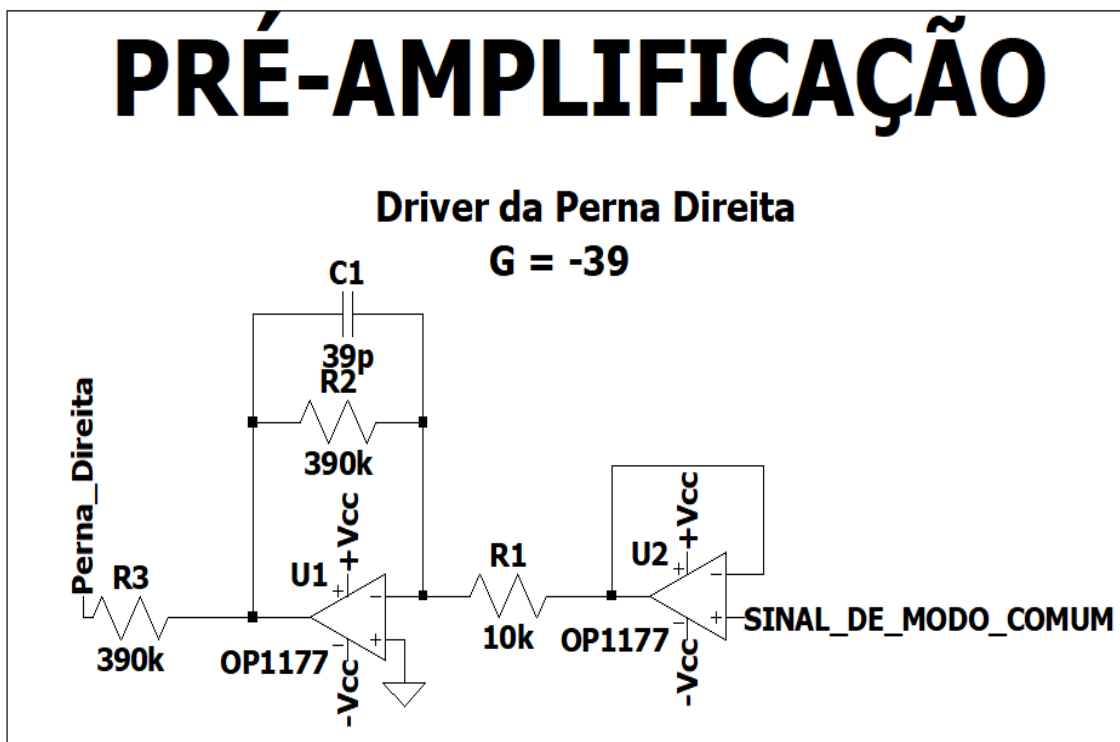 PRÉ-AMPLIFICAÇÃO
Driver da Perna Direita
G = -39
C1
39p
R2
390k
Perna_Direita
R3
390k
U1
+Vcc
-Vcc
OP1177
R1
10k
U2
+Vcc
-Vcc
OP1177
SINAL_DE_MODO_COMUM